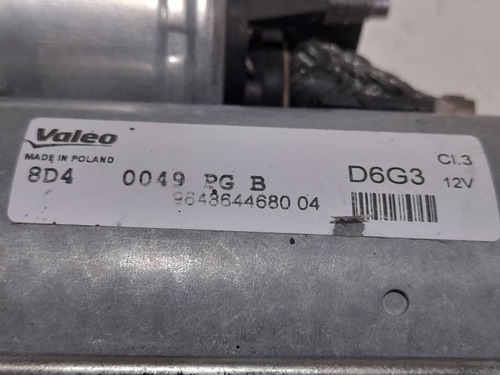 Valeo
MADE IN POLAND
8D4 0049 PG B
9648644680 04
D6G3
Cl.3
12V